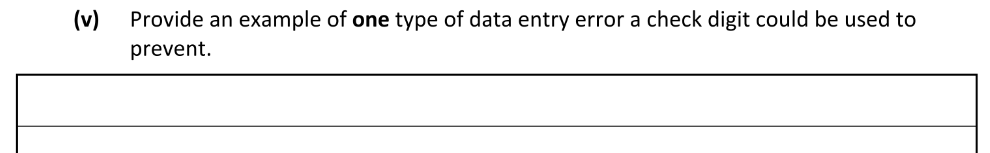 (v) Provide an example of one type of data entry error a check digit could be used to
prevent.